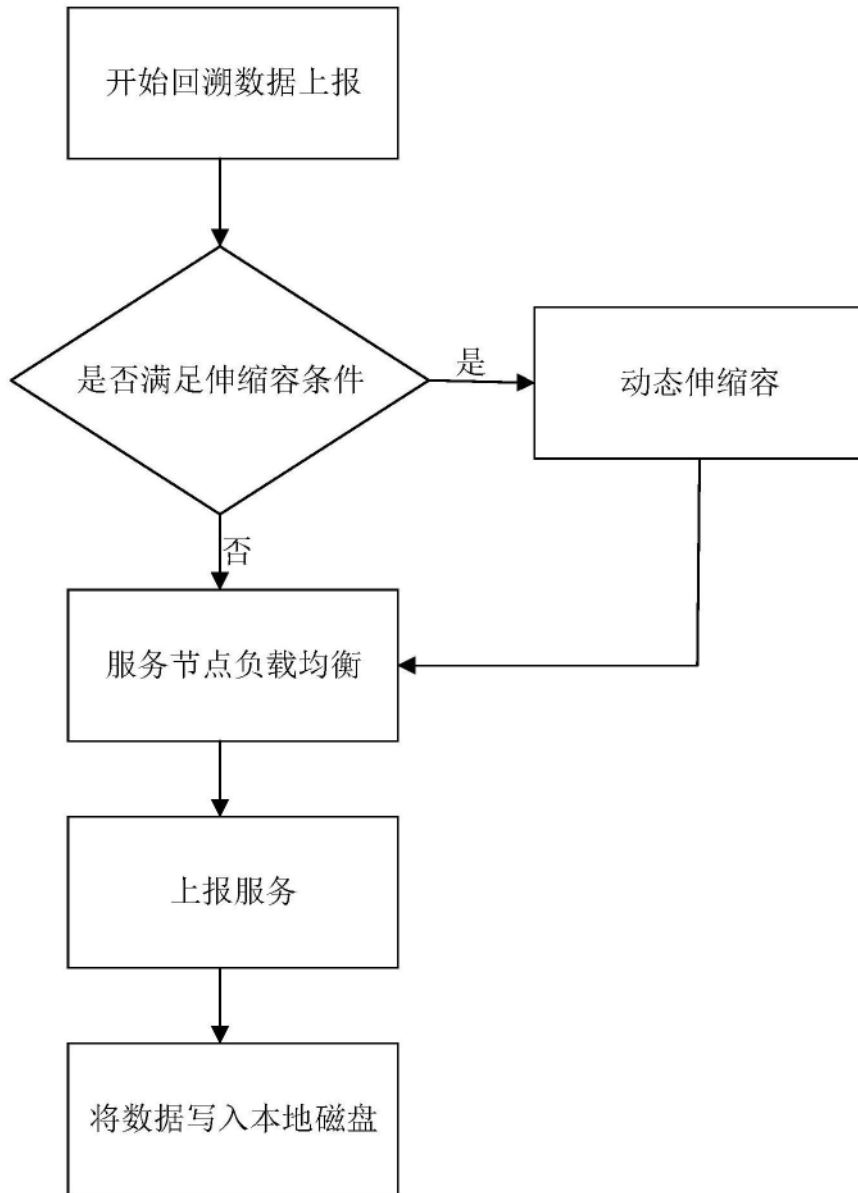 开始回溯数据上报
是否满足伸缩容条件
是
动态伸缩容
否
服务节点负载均衡
上报服务
将数据写入本地磁盘